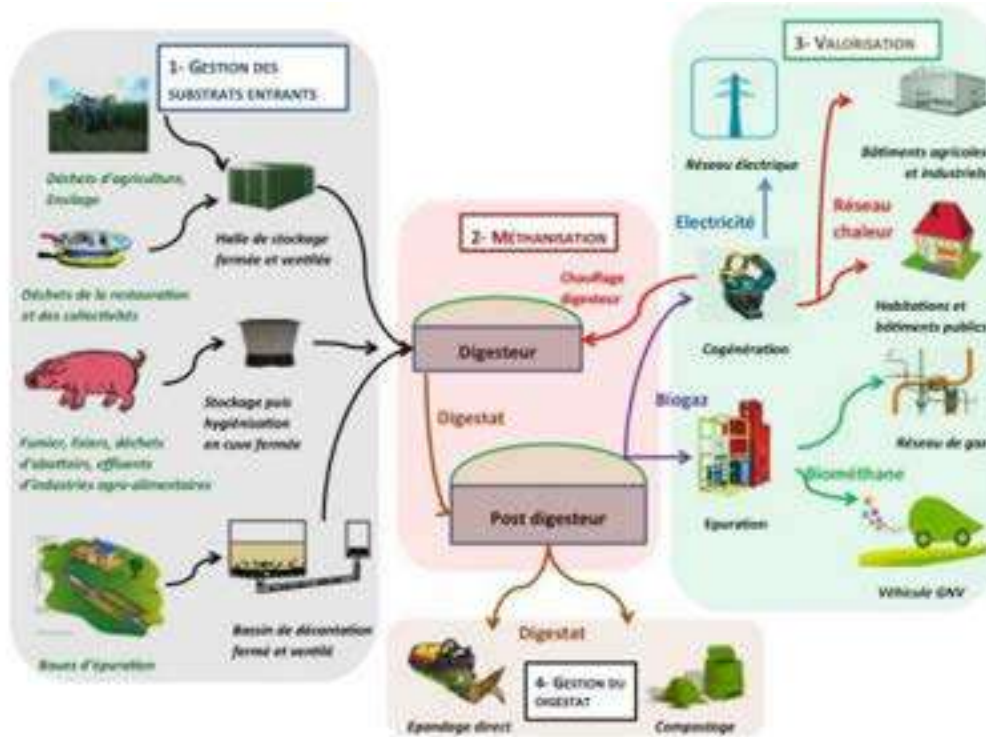 1- GESTION DES
SUBSTRATS ENTRANTS
Déchets d'agriculture,
Ensilage
Halle de stockage
fermée et ventilée
Déchets de la restauration
et des collectivités
Stockage puis
hygiénisation
en cuve fermée
Fumier, lisiers, déchets
d'abattoirs, effluents
d'industries agro-alimentaires
Bassin de décantation
fermé et ventilé
Boues d'épuration
2- MÉTHANISATION
Chauffage
digesteur
Digesteur
Digestat
Post digesteur
3- VALORISATION
Réseau électrique
Bâtiments agricoles
et industriels
Electricité
Réseau
chaleur
Cogénération
Habitations et
bâtiments publics
Biogaz
Réseau de gaz
Biométhane
Epuration
Véhicule GNV
Digestat
4- GESTION DU
DIGESTAT
Epandage direct
Compostage